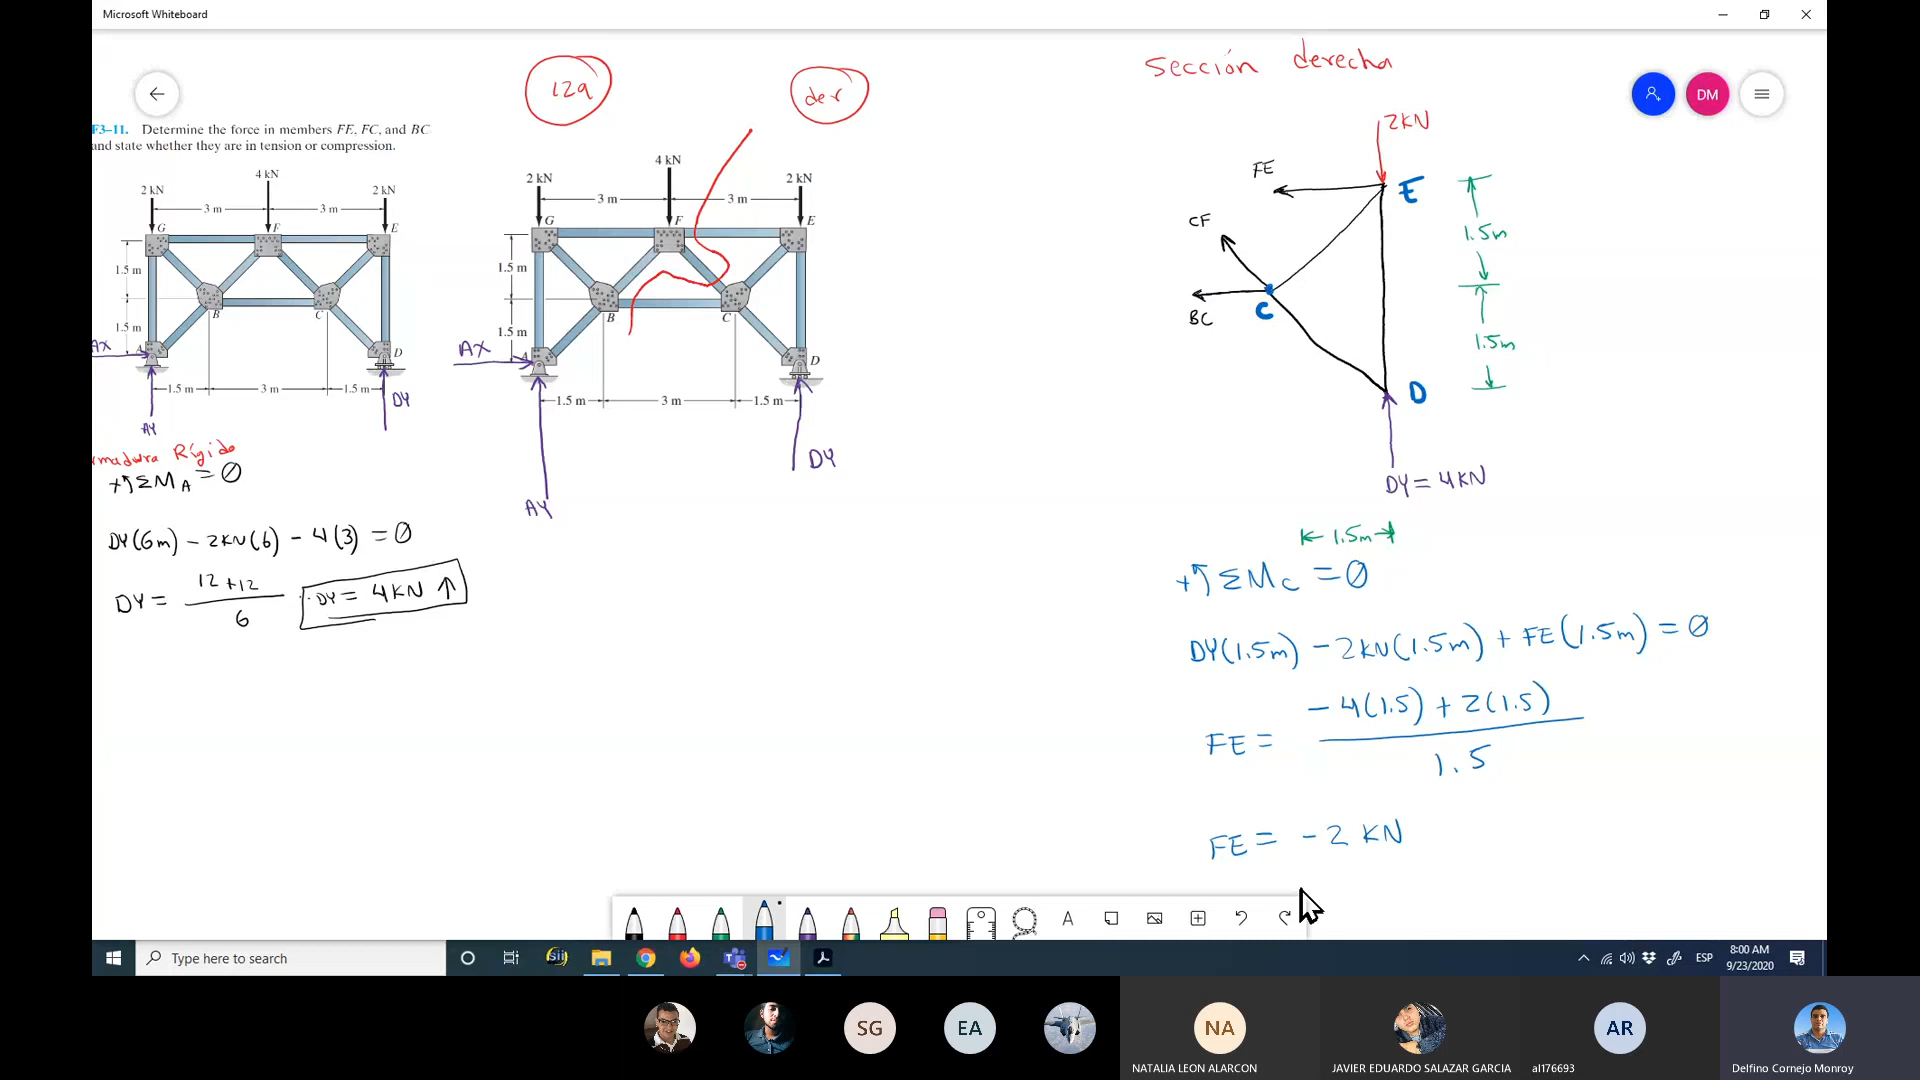 Microsoft Whiteboard
F3–11. Determine the force in members FE, FC, and BC
and state whether they are in tension or compression.
2 kN
4 kN
2 kN
3 m
3 m
G
F
E
1.5 m
B
C
1.5 m
A
D
1.5 m
3 m
1.5 m
AX
AY
DY
rmadura Rígida
+ ΣMA = 0
DY(6m) - 2KN(6) - 4(3) = 0
DY = 12 + 12
6
DY = 4KN ↑
izq
der
2 kN
4 kN
2 kN
3 m
3 m
G
F
E
1.5 m
B
C
1.5 m
A
D
1.5 m
3 m
1.5 m
AX
AY
DY
Sección derecha
2KN
FE
E
CF
BC
C
D
1.5m
1.5m
DY = 4KN
1.5m
+ ΣMC = 0
DY(1.5m) - 2KN(1.5m) + FE(1.5m) = 0
FE = - 4(1.5) + 2(1.5)
1.5
FE = - 2 KN
DM
A
Type here to search
sii
ESP
8:00 AM
9/23/2020
SG
EA
NA
NATALIA LEON ALARCON
JAVIER EDUARDO SALAZAR GARCIA
AR
al176693
Delfino Cornejo Monroy